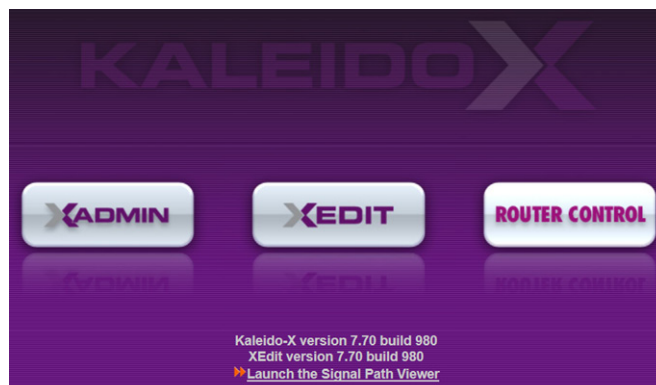 KALEIDOX
XADMIN
XEDIT
ROUTER CONTROL
Kaleido-X version 7.70 build 980
XEdit version 7.70 build 980
Launch the Signal Path Viewer